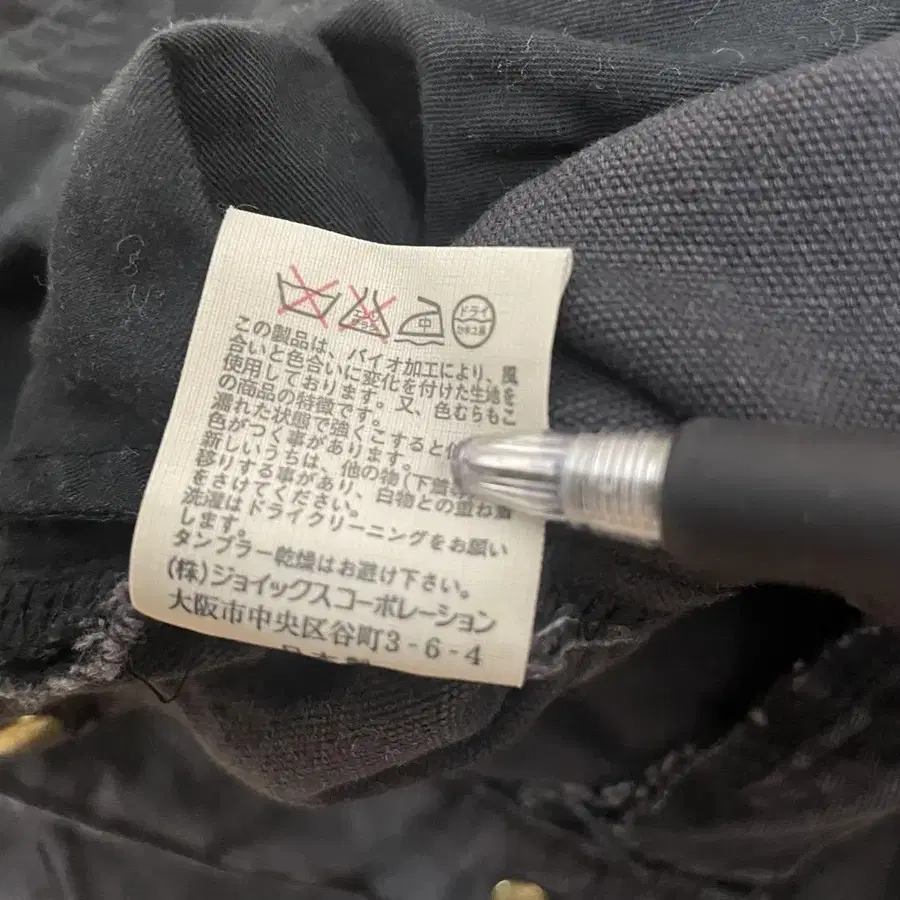 中 ドライ
この製品は、バイオ加工により、風
合いと色合いに変化を付けた生地を
使用しております。又、色むらもこ
の商品の特徴です。
濡れた状態で強くこすると他
色がつく事があります。
新しいうちは、他の物(下着
移りする事があり、白物との重ね着
をさけてください。
洗濯はドライクリーニングをお願い
します。
タンブラー乾燥はお避け下さい。
(株)ジョイックスコーポレーション
大阪市中央区谷町3-6-4